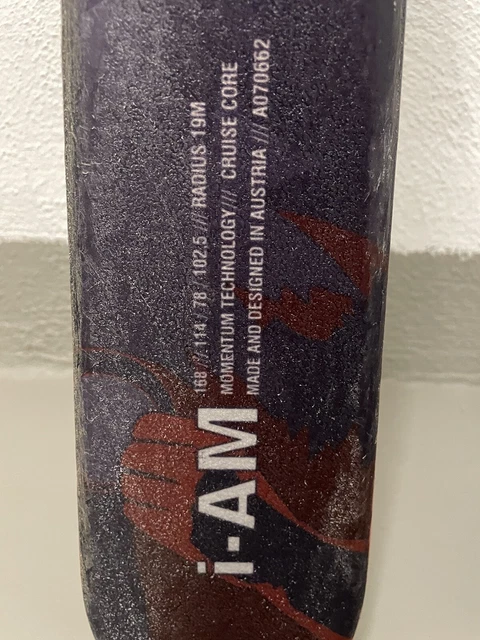 168 // 114 / 78 / 102,5 /// RADIUS 19M
MOMENTUM TECHNOLOGY /// CRUISE CORE
MADE AND DESIGNED IN AUSTRIA /// A070662
i·AM